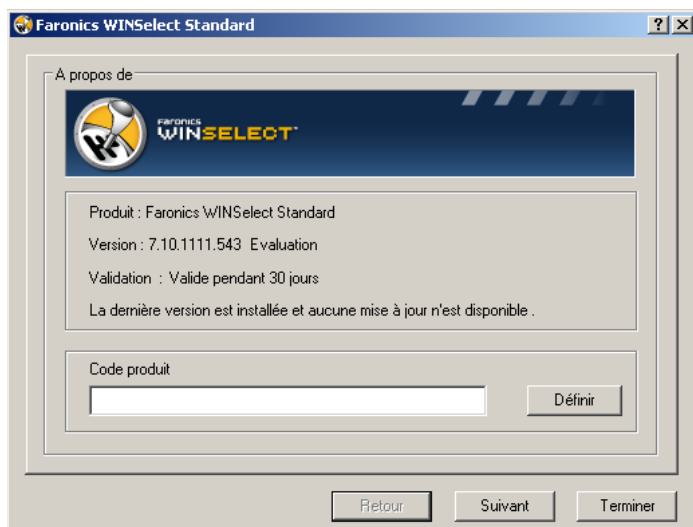 Faronics WINSelect Standard
A propos de
Faronics
WINSELECT
Produit : Faronics WINSelect Standard
Version : 7.10.1111.543 Evaluation
Validation : Valide pendant 30 jours
La dernière version est installée et aucune mise à jour n'est disponible .
Code produit
Définir
Retour
Suivant
Terminer